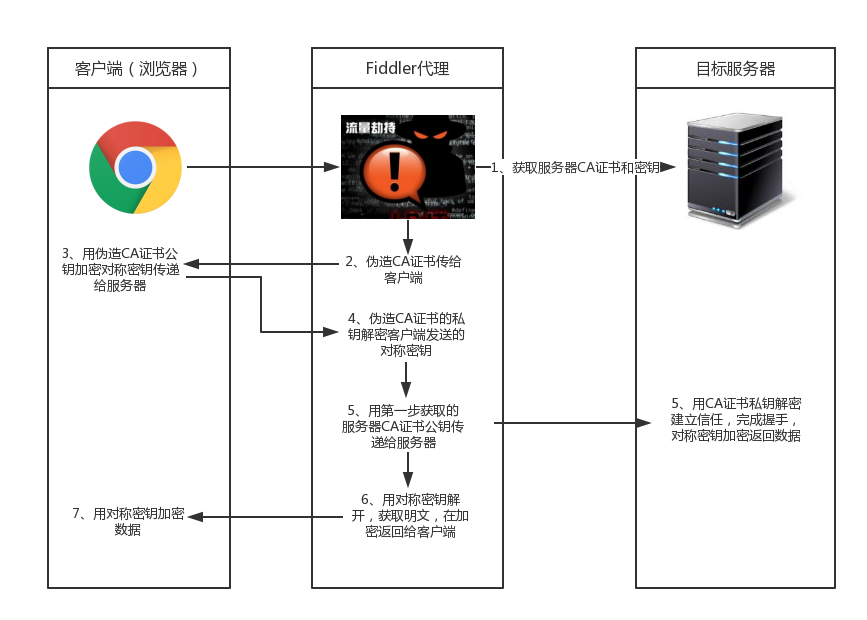 客户端（浏览器）
Fiddler代理
目标服务器
流量劫持
1、获取服务器CA证书和密钥
2、伪造CA证书传给
客户端
3、用伪造CA证书公
钥加密对称密钥传递
给服务器
4、伪造CA证书的私
钥解密客户端发送的
对称密钥
5、用第一步获取的
服务器CA证书公钥传
递给服务器
5、用CA证书私钥解密
建立信任，完成握手，
对称密钥加密返回数据
6、用对称密钥解
开，获取明文，在加
密返回给客户端
7、用对称密钥加密
数据